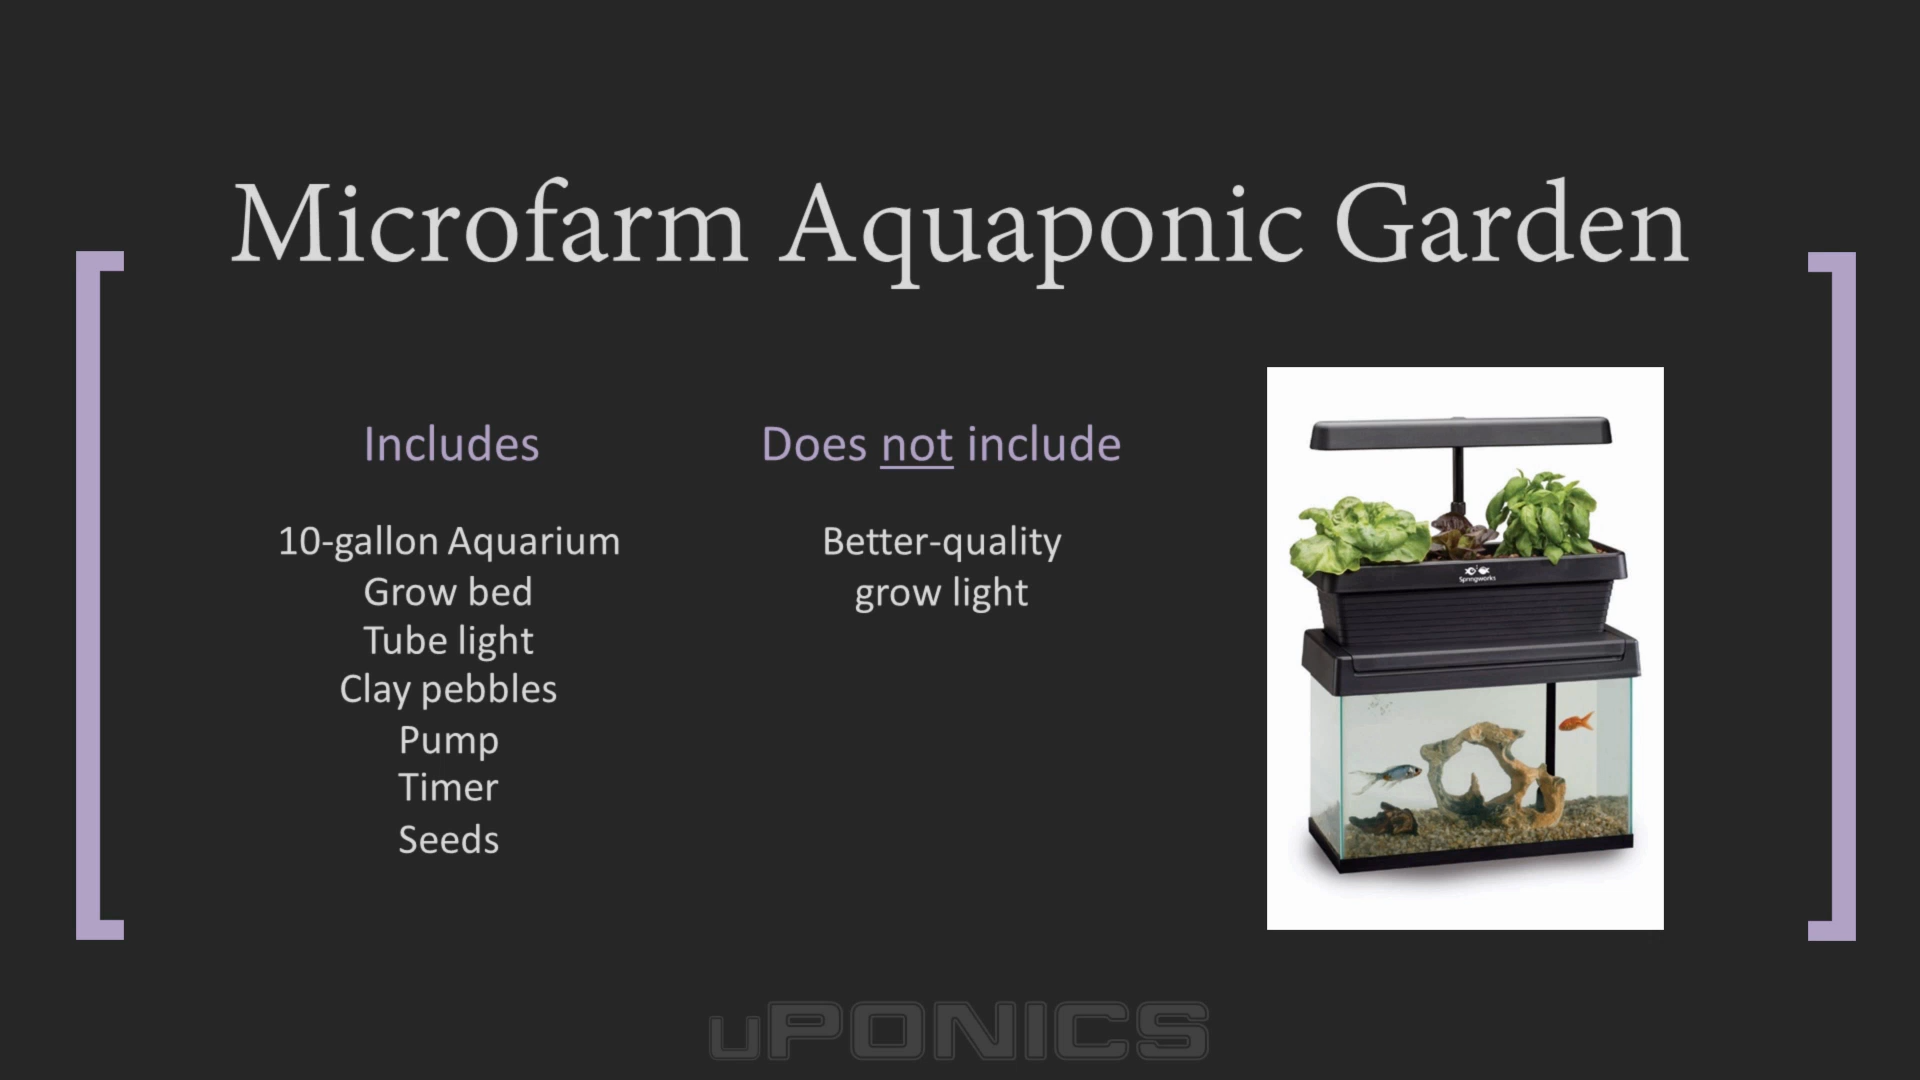 Microfarm Aquaponic Garden
Includes
10-gallon Aquarium
Grow bed
Tube light
Clay pebbles
Pump
Timer
Seeds
Does not include
Better-quality
grow light
Springworks
uPONICS